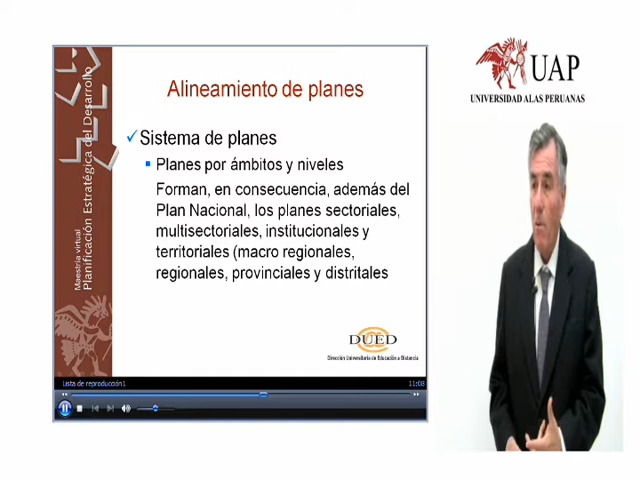 Alineamiento de planes
Sistema de planes
Planes por ámbitos y niveles
Forman, en consecuencia, además del
Plan Nacional, los planes sectoriales,
multisectoriales, institucionales y
territoriales (macro regionales,
regionales, provinciales y distritales
Maestría virtual
Planificación Estratégica del Desarrollo
DUED
Dirección Universitaria de Educación a Distancia
Lista de reproducción1
11:08
UAP
UNIVERSIDAD ALAS PERUANAS